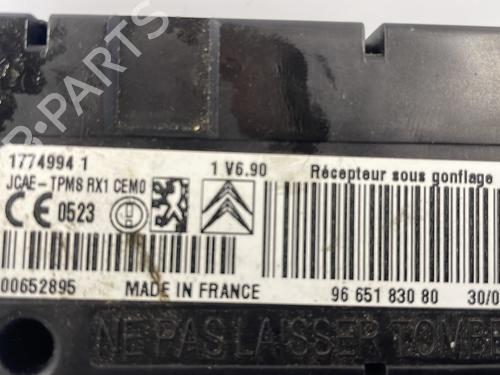 B-PARTS
1774994 1
1 V6.90
Récepteur sous gonflage
JCAE-TPMS RX1 CEM0
CE 0523
00652895
MADE IN FRANCE
96 651 830 80
30/0
NE PAS LAISSER TOMBE